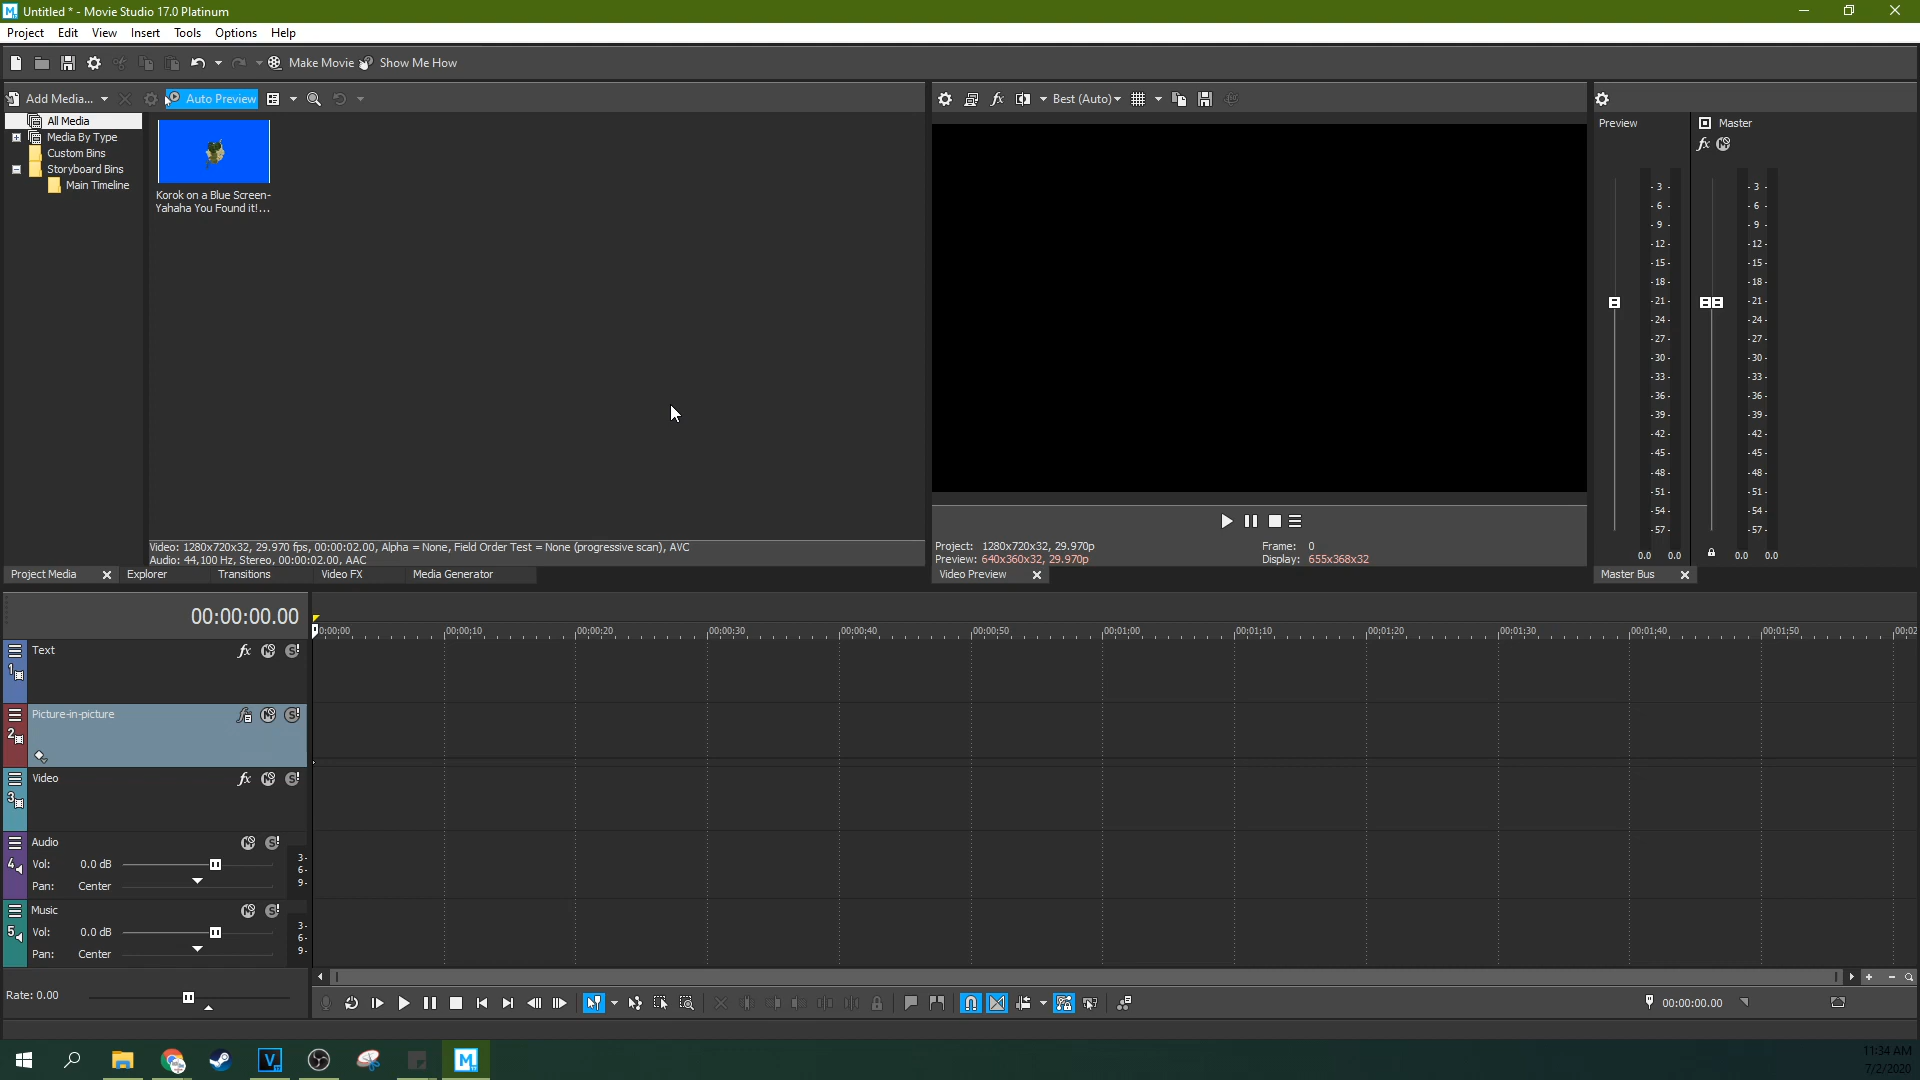 Untitled * - Movie Studio 17.0 Platinum
Project Edit View Insert Tools Options Help
Make Movie Show Me How
Add Media... Auto Preview
All Media
Media By Type
Custom Bins
Storyboard Bins
Main Timeline
Korok on a Blue Screen-
Yahaha You Found it!...
Video: 1280x720x32, 29.970 fps, 00:00:02.00, Alpha = None, Field Order Test = None (progressive scan), AVC
Audio: 44,100 Hz, Stereo, 00:00:02.00, AAC
Project Media Explorer Transitions Video FX Media Generator
fx Best (Auto)
Project: 1280x720x32, 29.970p Frame: 0
Preview: 640x360x32, 29.970p Display: 655x368x32
Video Preview
Preview Master
fx
-3- -3-
-6- -6-
-9- -9-
-12- -12-
-15- -15-
-18- -18-
-21- -21-
-24- -24-
-27- -27-
-30- -30-
-33- -33-
-36- -36-
-39- -39-
-42- -42-
-45- -45-
-48- -48-
-51- -51-
-54- -54-
-57- -57-
0.0 0.0 0.0 0.0
Master Bus
00:00:00.00
0:00:00 00:00:10 00:00:20 00:00:30 00:00:40 00:00:50 00:01:00 00:01:10 00:01:20 00:01:30 00:01:40 00:01:50 00:02
1 Text fx
2 Picture-in-picture
3 Video fx
4 Audio
Vol: 0.0 dB
Pan: Center
3-
6-
9-
5 Music
Vol: 0.0 dB
Pan: Center
3-
6-
9-
Rate: 0.00
00:00:00.00
11:34 AM
7/2/2020